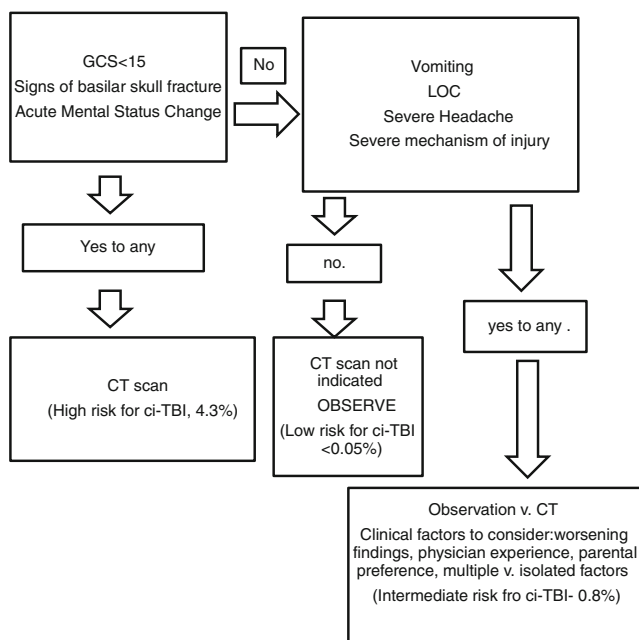 GCS<15
Signs of basilar skull fracture
Acute Mental Status Change
No
Vomiting
LOC
Severe Headache
Severe mechanism of injury
Yes to any
no.
yes to any .
CT scan
(High risk for ci-TBI, 4.3%)
CT scan not
indicated
OBSERVE
(Low risk for ci-TBI
<0.05%)
Observation v. CT
Clinical factors to consider:worsening
findings, physician experience, parental
preference, multiple v. isolated factors
(Intermediate risk fro ci-TBI- 0.8%)